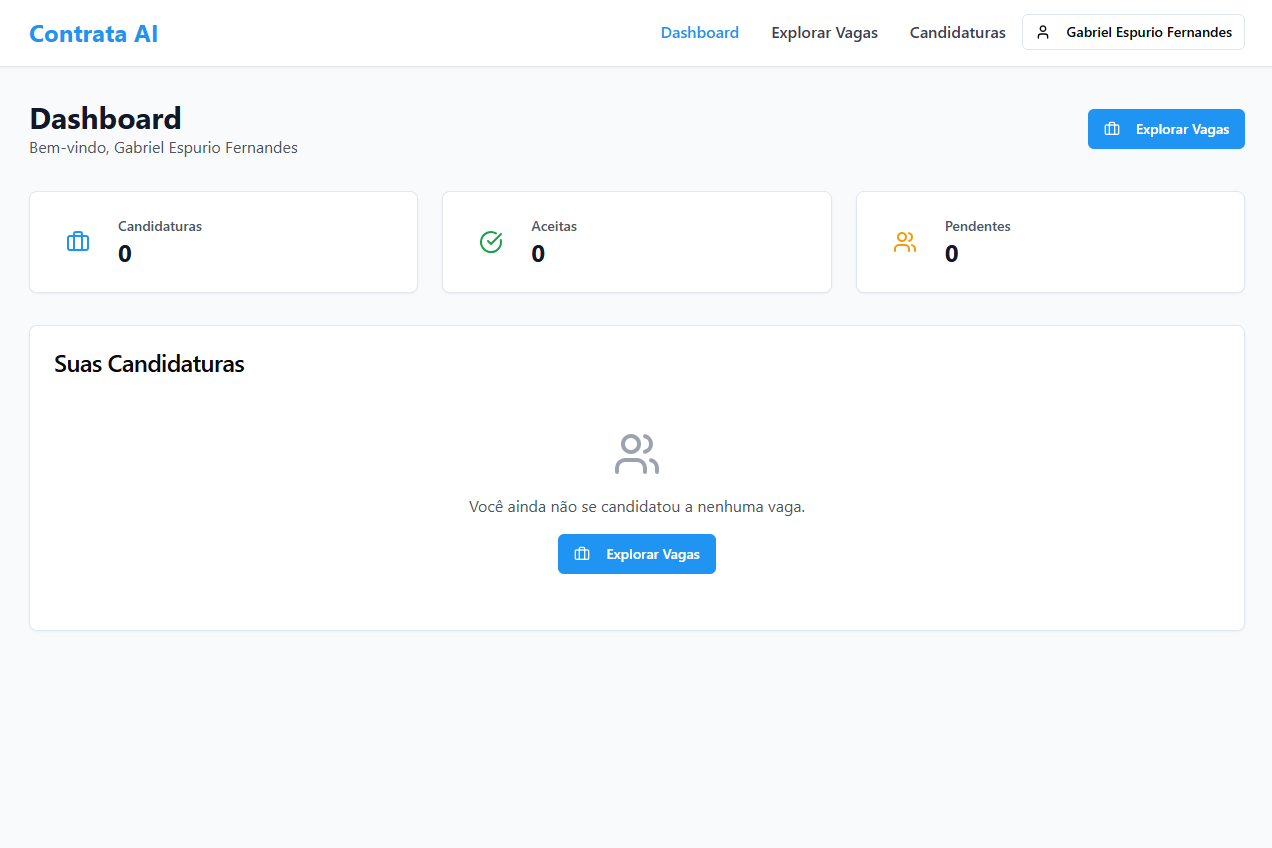 Contrata AI
Dashboard
Explorar Vagas
Candidaturas
Gabriel Espurio Fernandes
Dashboard
Bem-vindo, Gabriel Espurio Fernandes
Explorar Vagas
Candidaturas
0
Aceitas
0
Pendentes
0
Suas Candidaturas
Você ainda não se candidatou a nenhuma vaga.
Explorar Vagas